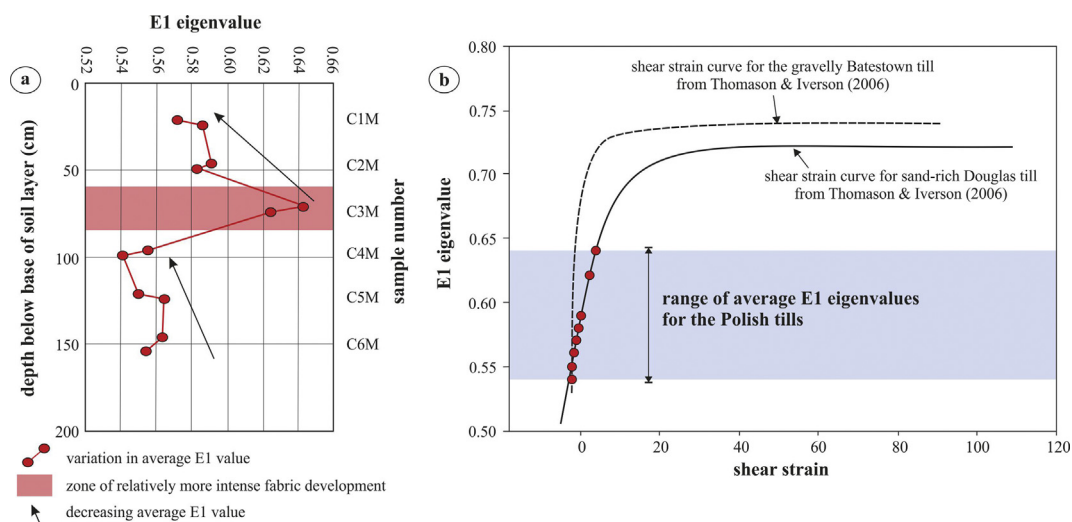 E1 eigenvalue
a
0.52
0.54
0.56
0.58
0.60
0.62
0.64
0.66
0
50
100
150
200
depth below base of soil layer (cm)
C1M
C2M
C3M
C4M
C5M
C6M
sample number
variation in average E1 value
zone of relatively more intense fabric development
decreasing average E1 value
b
0.80
0.75
0.70
0.65
0.60
0.55
0.50
E1 eigenvalue
shear strain curve for the gravelly Batestown till
from Thomason & Iverson (2006)
shear strain curve for sand-rich Douglas till
from Thomason & Iverson (2006)
range of average E1 eigenvalues
for the Polish tills
0
20
40
60
80
100
120
shear strain